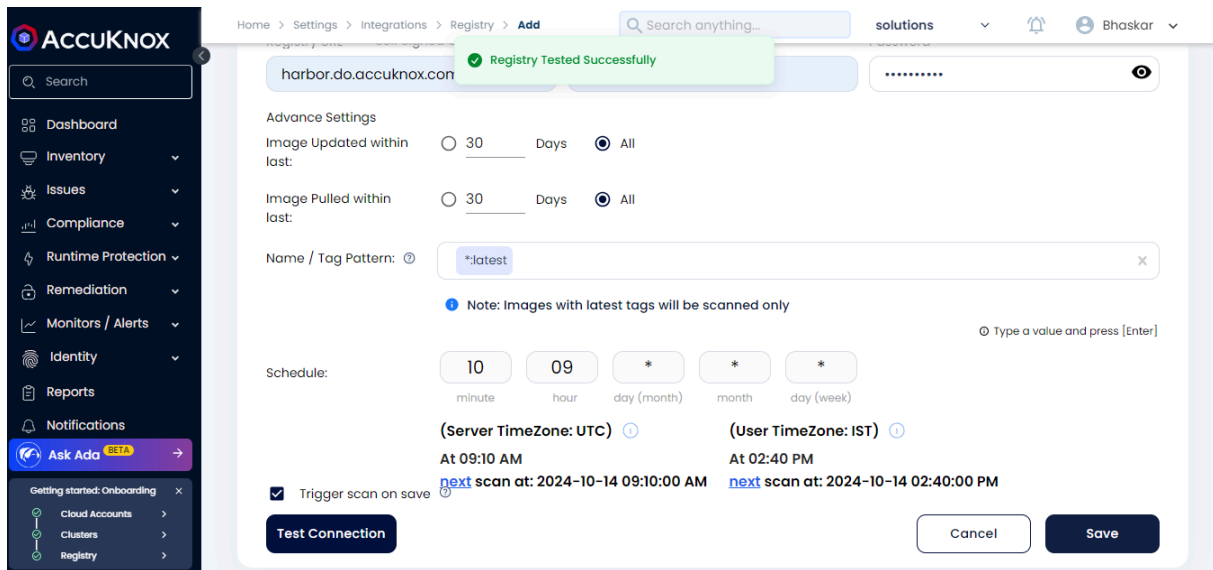 ACCUKNOX
Search
Dashboard
Inventory
Issues
Compliance
Runtime Protection
Remediation
Monitors / Alerts
Identity
Reports
Notifications
Ask Ada BETA
Getting started: Onboarding
Cloud Accounts
Clusters
Registry
Home > Settings > Integrations > Registry > Add
Search anything...
solutions
Bhaskar
Registry Tested Successfully
harbor.do.accuknox.com
Advance Settings
Image Updated within last:
30 Days All
Image Pulled within last:
30 Days All
Name / Tag Pattern:
*:latest
Note: Images with latest tags will be scanned only
Type a value and press [Enter]
Schedule:
10 09 * * *
minute hour day (month) month day (week)
(Server TimeZone: UTC) (User TimeZone: IST)
At 09:10 AM At 02:40 PM
next scan at: 2024-10-14 09:10:00 AM next scan at: 2024-10-14 02:40:00 PM
Trigger scan on save
Test Connection
Cancel
Save